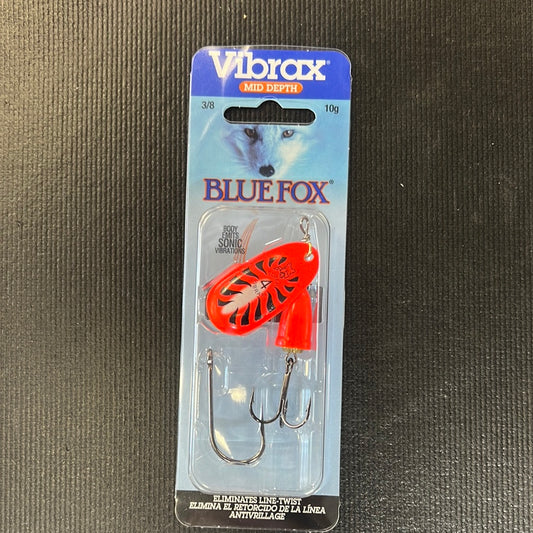 Vibrax®
MID DEPTH
3/8 10g
BLUE FOX®
BODY
EMITS
SONIC
VIBRATIONS
4
ELIMINATES LINE-TWIST
ELIMINA EL RETORCIDO DE LA LÍNEA
ANTIVRILLAGE